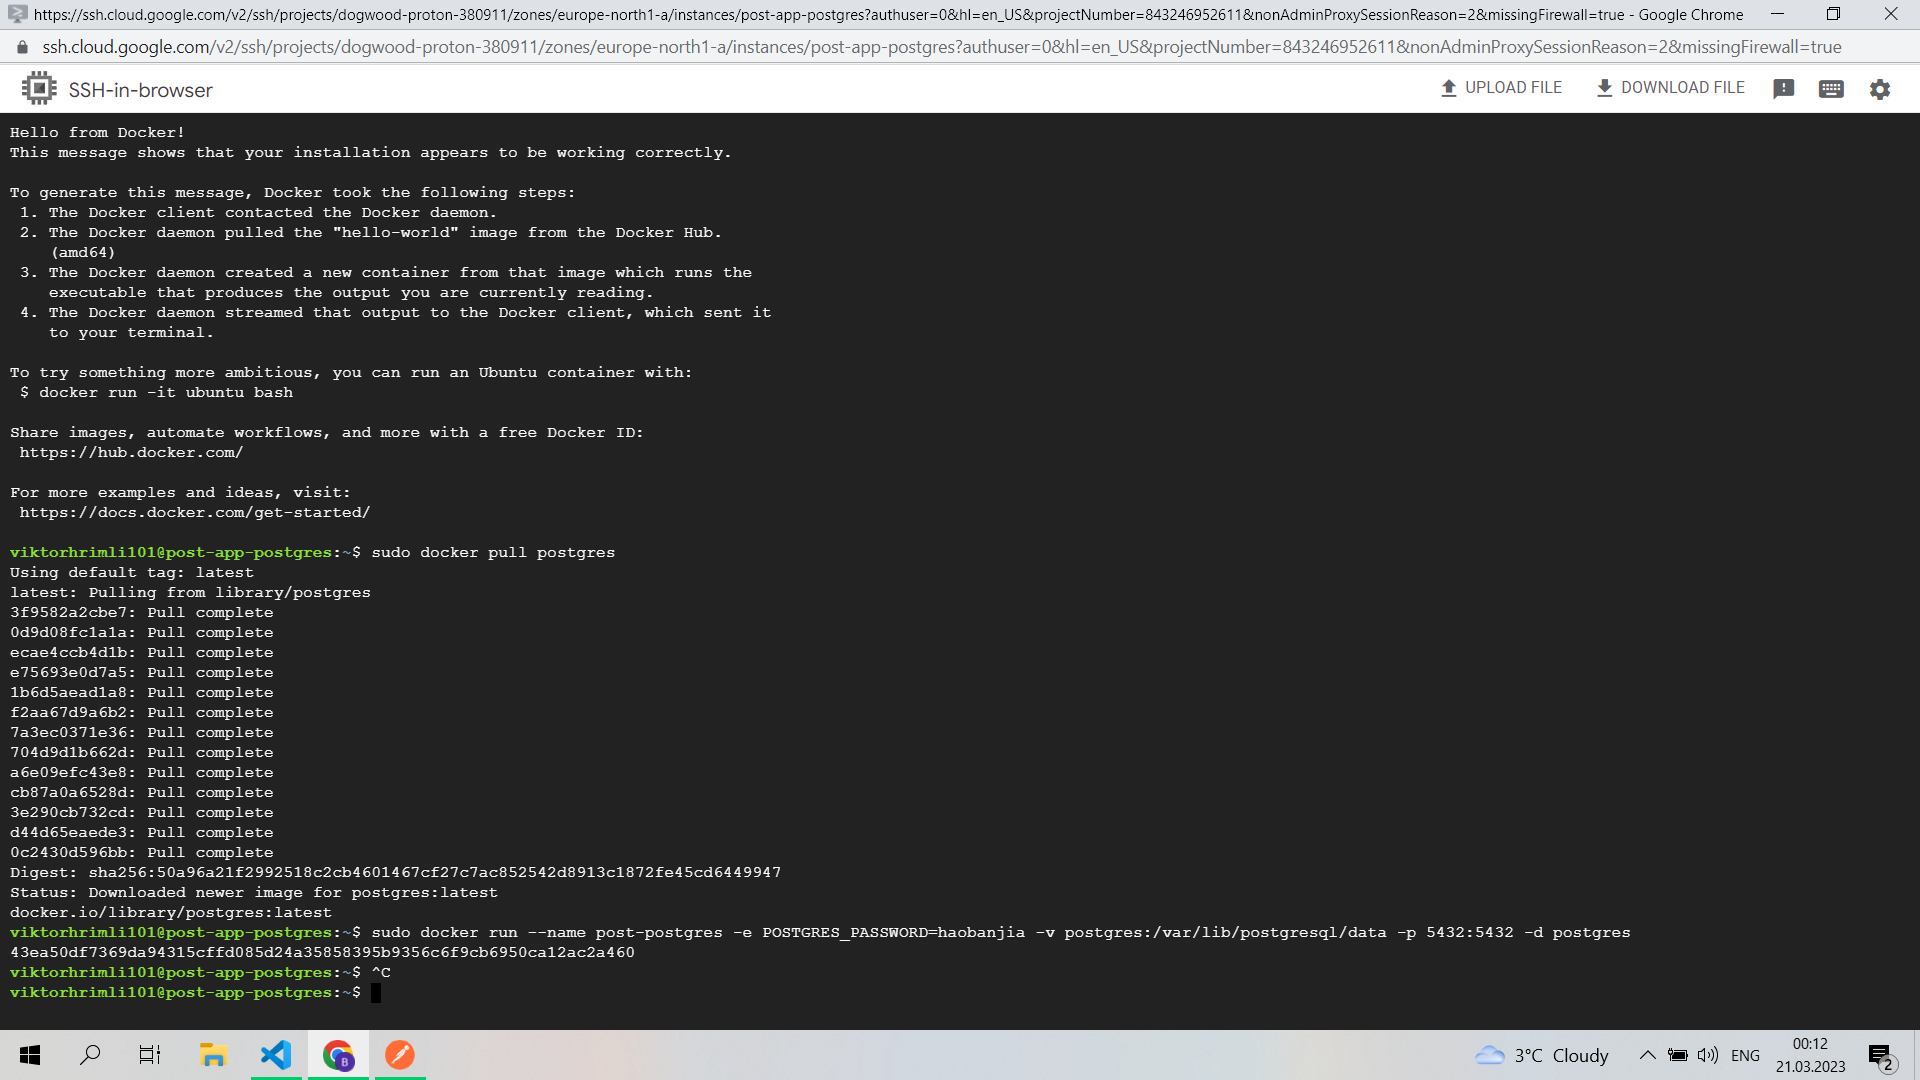 https://ssh.cloud.google.com/v2/ssh/projects/dogwood-proton-380911/zones/europe-north1-a/instances/post-app-postgres?authuser=0&hl=en_US&projectNumber=843246952611&nonAdminProxySessionReason=2&missingFirewall=true - Google Chrome
ssh.cloud.google.com/v2/ssh/projects/dogwood-proton-380911/zones/europe-north1-a/instances/post-app-postgres?authuser=0&hl=en_US&projectNumber=843246952611&nonAdminProxySessionReason=2&missingFirewall=true
SSH-in-browser
UPLOAD FILE
DOWNLOAD FILE
Hello from Docker!
This message shows that your installation appears to be working correctly.
To generate this message, Docker took the following steps:
1. The Docker client contacted the Docker daemon.
2. The Docker daemon pulled the "hello-world" image from the Docker Hub.
(amd64)
3. The Docker daemon created a new container from that image which runs the
executable that produces the output you are currently reading.
4. The Docker daemon streamed that output to the Docker client, which sent it
to your terminal.
To try something more ambitious, you can run an Ubuntu container with:
$ docker run -it ubuntu bash
Share images, automate workflows, and more with a free Docker ID:
https://hub.docker.com/
For more examples and ideas, visit:
https://docs.docker.com/get-started/
viktorhrimli101@post-app-postgres:~$ sudo docker pull postgres
Using default tag: latest
latest: Pulling from library/postgres
3f9582a2cbe7: Pull complete
0d9d08fc1a1a: Pull complete
ecae4ccb4d1b: Pull complete
e75693e0d7a5: Pull complete
1b6d5aead1a8: Pull complete
f2aa67d9a6b2: Pull complete
7a3ec0371e36: Pull complete
704d9d1b662d: Pull complete
a6e09efc43e8: Pull complete
cb87a0a6528d: Pull complete
3e290cb732cd: Pull complete
d44d65eaede3: Pull complete
0c2430d596bb: Pull complete
Digest: sha256:50a96a21f2992518c2cb4601467cf27c7ac852542d8913c1872fe45cd6449947
Status: Downloaded newer image for postgres:latest
docker.io/library/postgres:latest
viktorhrimli101@post-app-postgres:~$ sudo docker run --name post-postgres -e POSTGRES_PASSWORD=haobanjia -v postgres:/var/lib/postgresql/data -p 5432:5432 -d postgres
43ea50df7369da94315cffd085d24a35858395b9356c6f9cb6950ca12ac2a460
viktorhrimli101@post-app-postgres:~$ ^C
viktorhrimli101@post-app-postgres:~$
B
3°C Cloudy
ENG
00:12
21.03.2023
2